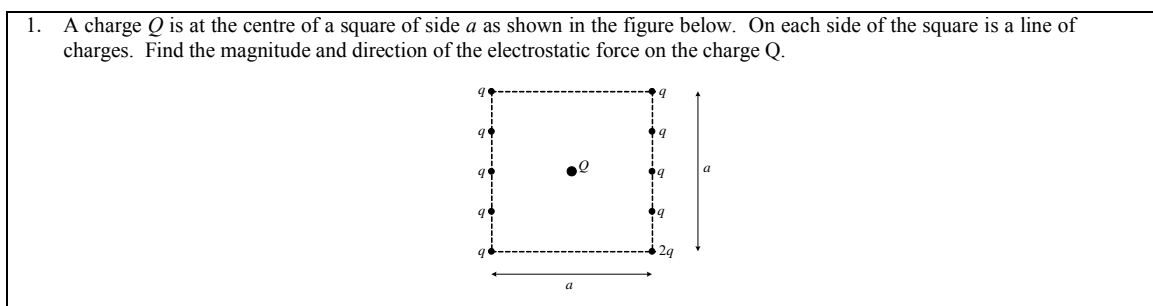 1. A charge Q is at the centre of a square of side a as shown in the figure below. On each side of the square is a line of
charges. Find the magnitude and direction of the electrostatic force on the charge Q.
q q
q q
q Q q a
q q
q 2q
a